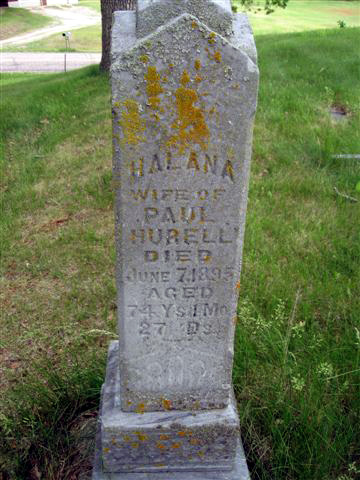 HALANA
WIFE OF
PAUL
HURELL
DIED
JUNE 7, 1895
AGED
74 Ys 1 Mo
27 Ds.